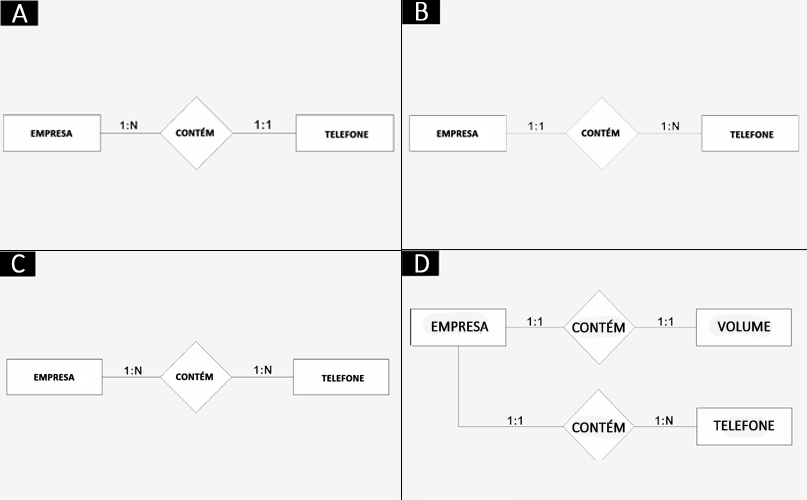 A
EMPRESA 1:N CONTÉM 1:1 TELEFONE
B
EMPRESA 1:1 CONTÉM 1:N TELEFONE
C
EMPRESA 1:N CONTÉM 1:N TELEFONE
D
EMPRESA 1:1 CONTÉM 1:1 VOLUME
1:1 CONTÉM 1:N TELEFONE